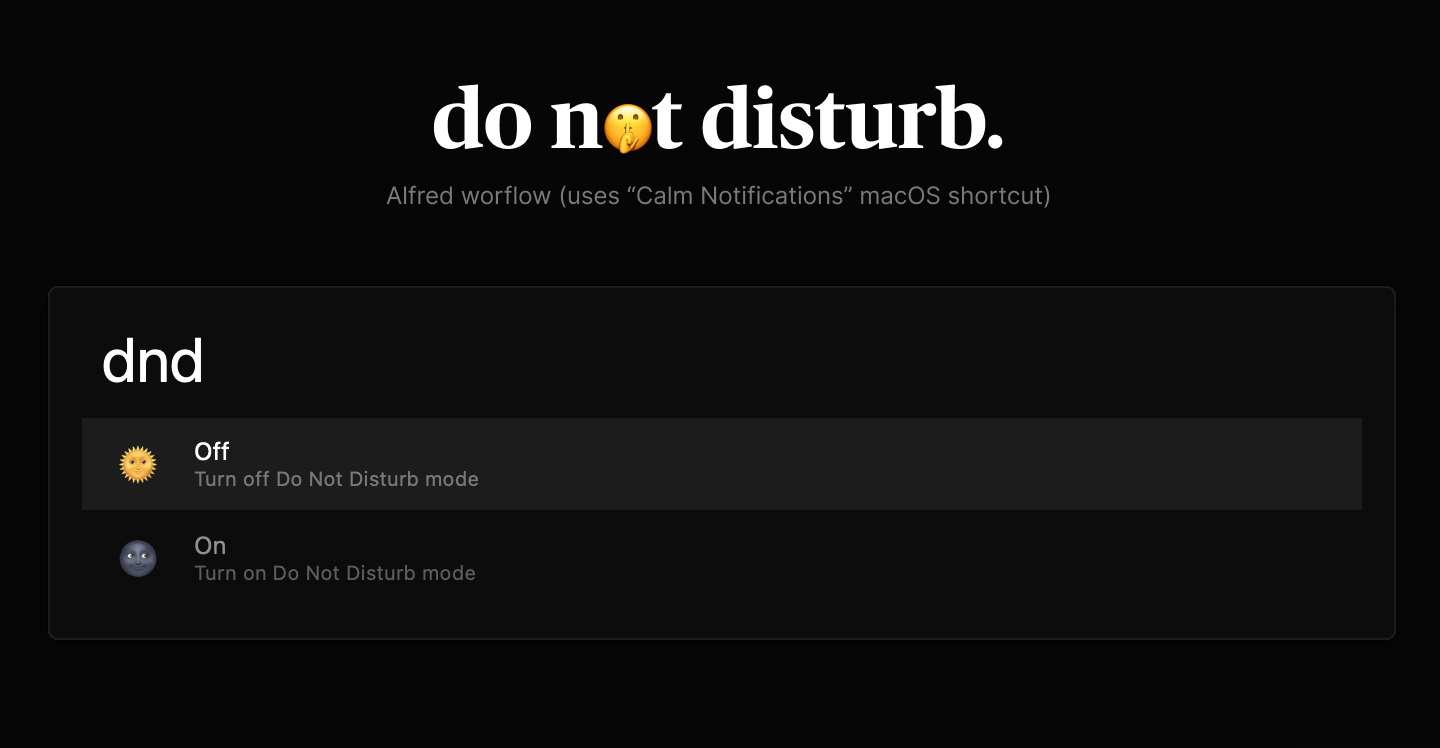 do n🤫t disturb.
Alfred worflow (uses “Calm Notifications” macOS shortcut)
dnd
Off
Turn off Do Not Disturb mode
On
Turn on Do Not Disturb mode